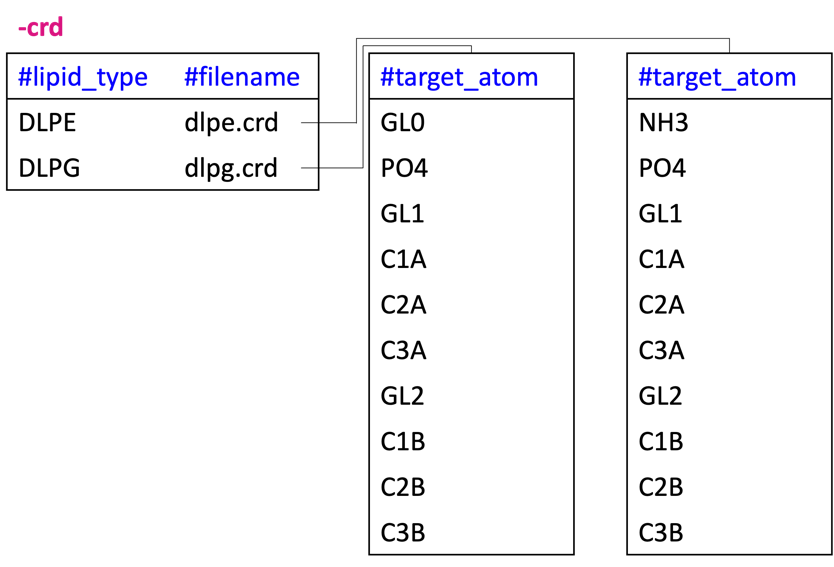 -crd
#lipid_type #filename
DLPE dlpe.crd
DLPG dlpg.crd
#target_atom
GL0
PO4
GL1
C1A
C2A
C3A
GL2
C1B
C2B
C3B
#target_atom
NH3
PO4
GL1
C1A
C2A
C3A
GL2
C1B
C2B
C3B